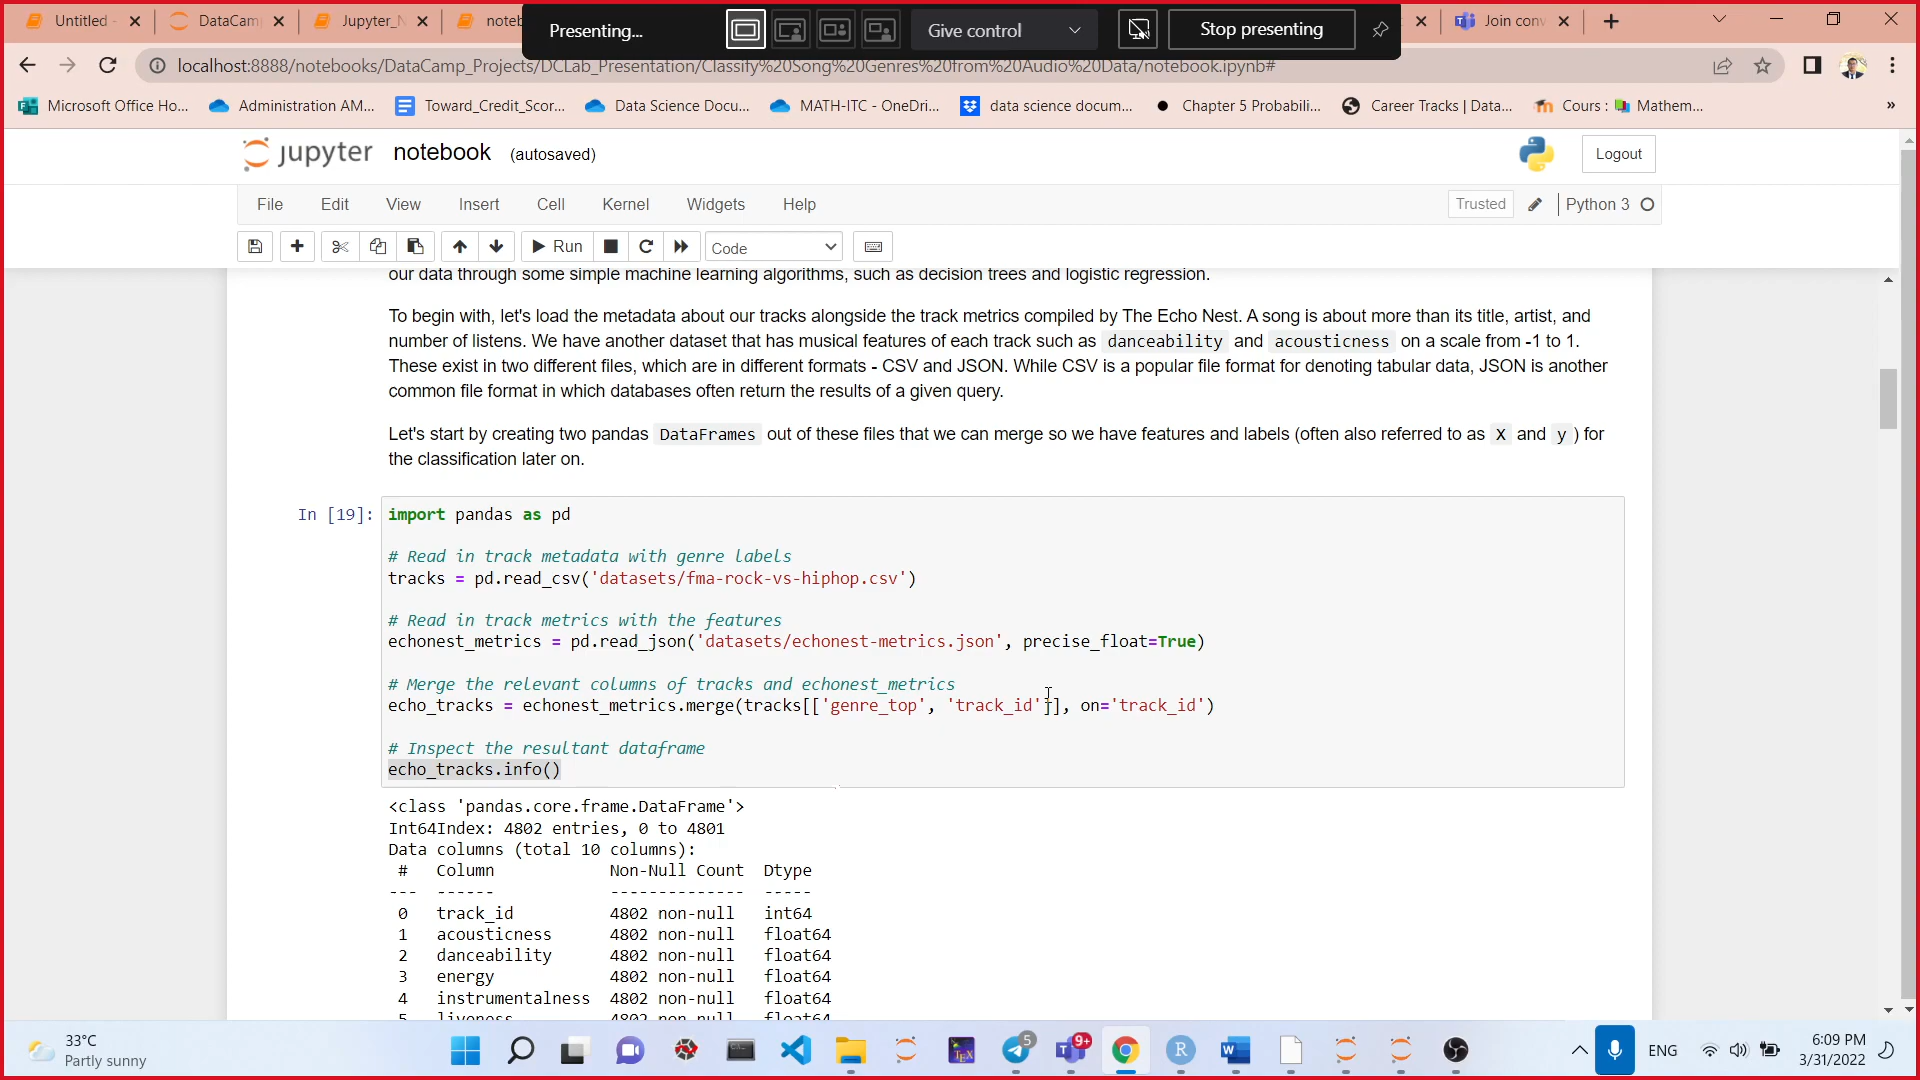 Untitled
DataCamp
Jupyter_N
noteb
Join conv
Presenting...
Give control
Stop presenting
localhost:8888/notebooks/DataCamp_Projects/DCLab_Presentation/Classify%20Song%20Genres%20from%20Audio%20Data/notebook.ipynb#
Microsoft Office Ho...
Administration AM...
Toward_Credit_Scor...
Data Science Docu...
MATH-ITC - OneDri...
data science docum...
Chapter 5 Probabili...
Career Tracks | Data...
Cours : Mathem...
»
jupyter notebook (autosaved)
Logout
File Edit View Insert Cell Kernel Widgets Help
Trusted
Python 3
Run
Code
our data through some simple machine learning algorithms, such as decision trees and logistic regression.
To begin with, let's load the metadata about our tracks alongside the track metrics compiled by The Echo Nest. A song is about more than its title, artist, and
number of listens. We have another dataset that has musical features of each track such as danceability and acousticness on a scale from -1 to 1.
These exist in two different files, which are in different formats - CSV and JSON. While CSV is a popular file format for denoting tabular data, JSON is another
common file format in which databases often return the results of a given query.
Let's start by creating two pandas DataFrames out of these files that we can merge so we have features and labels (often also referred to as X and y ) for
the classification later on.
In [19]:
import pandas as pd
# Read in track metadata with genre labels
tracks = pd.read_csv('datasets/fma-rock-vs-hiphop.csv')
# Read in track metrics with the features
echonest_metrics = pd.read_json('datasets/echonest-metrics.json', precise_float=True)
# Merge the relevant columns of tracks and echonest_metrics
echo_tracks = echonest_metrics.merge(tracks[['genre_top', 'track_id']], on='track_id')
# Inspect the resultant dataframe
echo_tracks.info()
<class 'pandas.core.frame.DataFrame'>
Int64Index: 4802 entries, 0 to 4801
Data columns (total 10 columns):
# Column Non-Null Count Dtype
--- ------ -------------- -----
0 track_id 4802 non-null int64
1 acousticness 4802 non-null float64
2 danceability 4802 non-null float64
3 energy 4802 non-null float64
4 instrumentalness 4802 non-null float64
5 liveness 4802 non-null float64
33°C
Partly sunny
5
9+
ENG
6:09 PM
3/31/2022